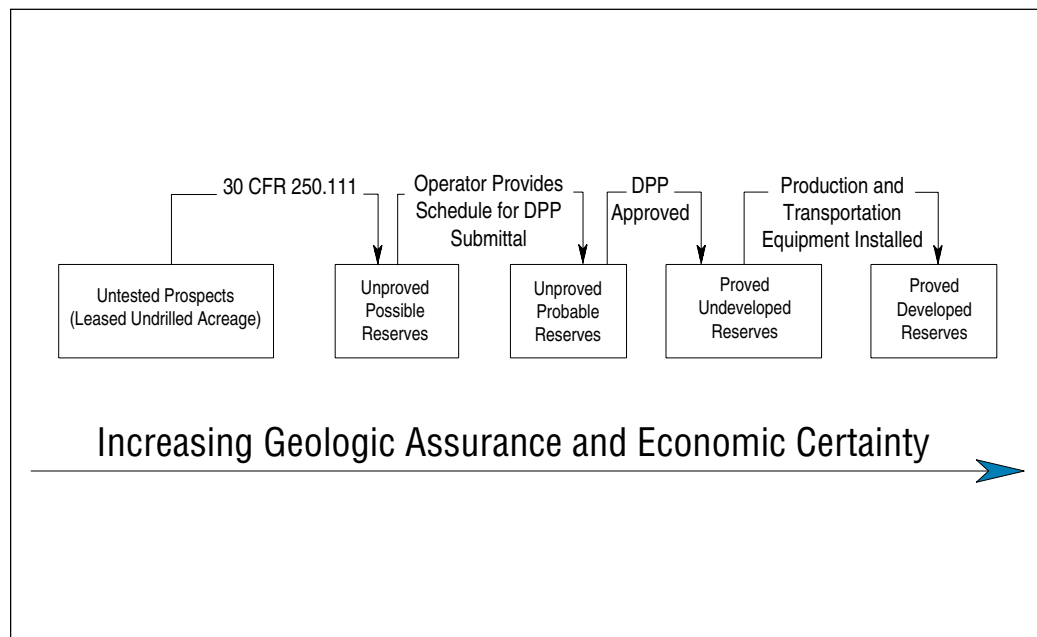 30 CFR 250.111
Operator Provides
Schedule for DPP
Submittal
DPP
Approved
Production and
Transportation
Equipment Installed
Untested Prospects
(Leased Undrilled Acreage)
Unproved
Possible
Reserves
Unproved
Probable
Reserves
Proved
Undeveloped
Reserves
Proved
Developed
Reserves
Increasing Geologic Assurance and Economic Certainty